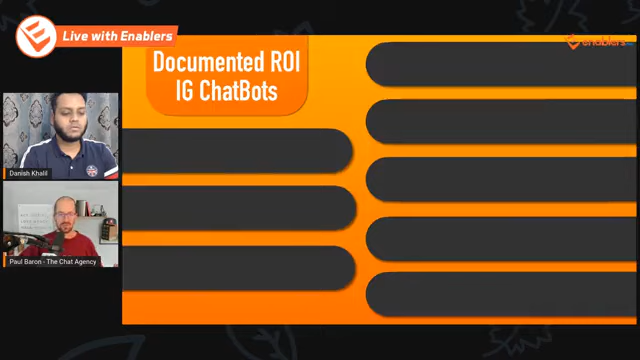 Live with Enablers
enablers
Documented ROI
IG ChatBots
Danish Khalil
Paul Baron - The Chat Agency